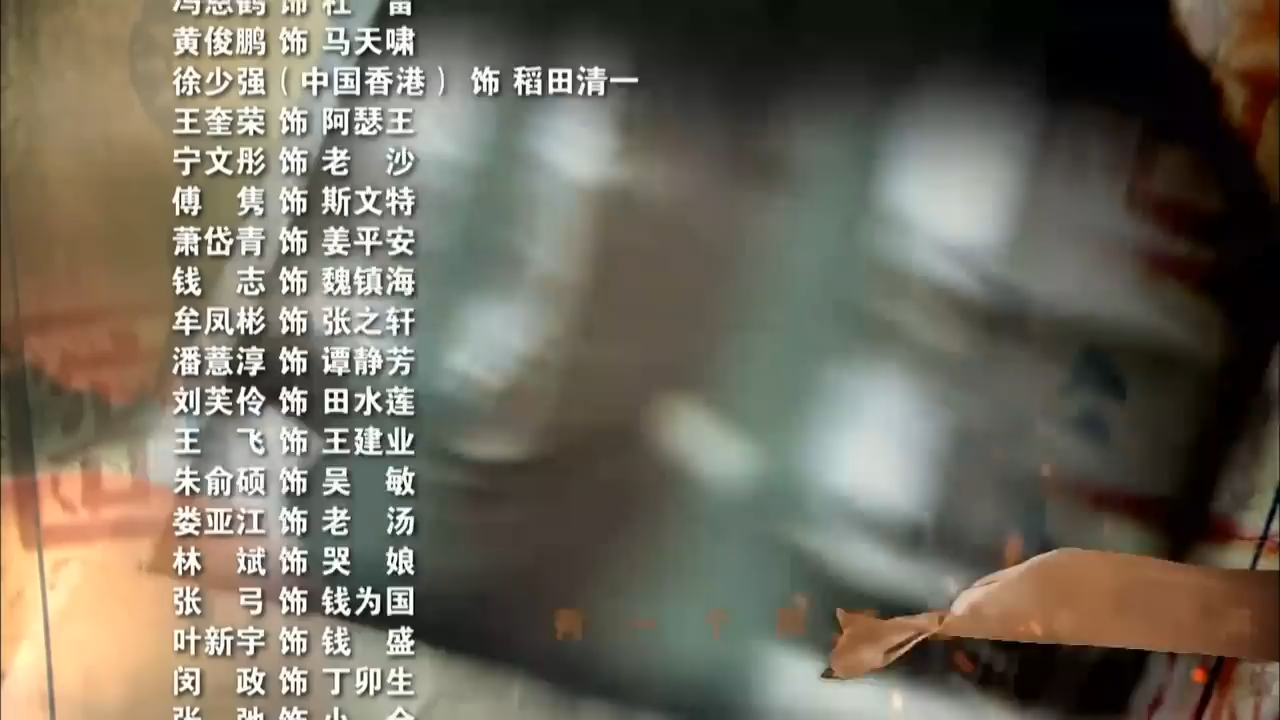 黄俊鹏 饰 马天啸
徐少强（中国香港） 饰 稻田清一
王奎荣 饰 阿瑟王
宁文彤 饰 老 沙
傅 隽 饰 斯文特
萧岱青 饰 姜平安
钱 志 饰 魏镇海
牟凤彬 饰 张之轩
潘薏淳 饰 谭静芳
刘芙伶 饰 田水莲
王 飞 饰 王建业
朱俞硕 饰 吴 敏
娄亚江 饰 老 汤
林 斌 饰 哭 娘
张 弓 饰 钱为国
叶新宇 饰 钱 盛
闵 政 饰 丁卯生
一 个